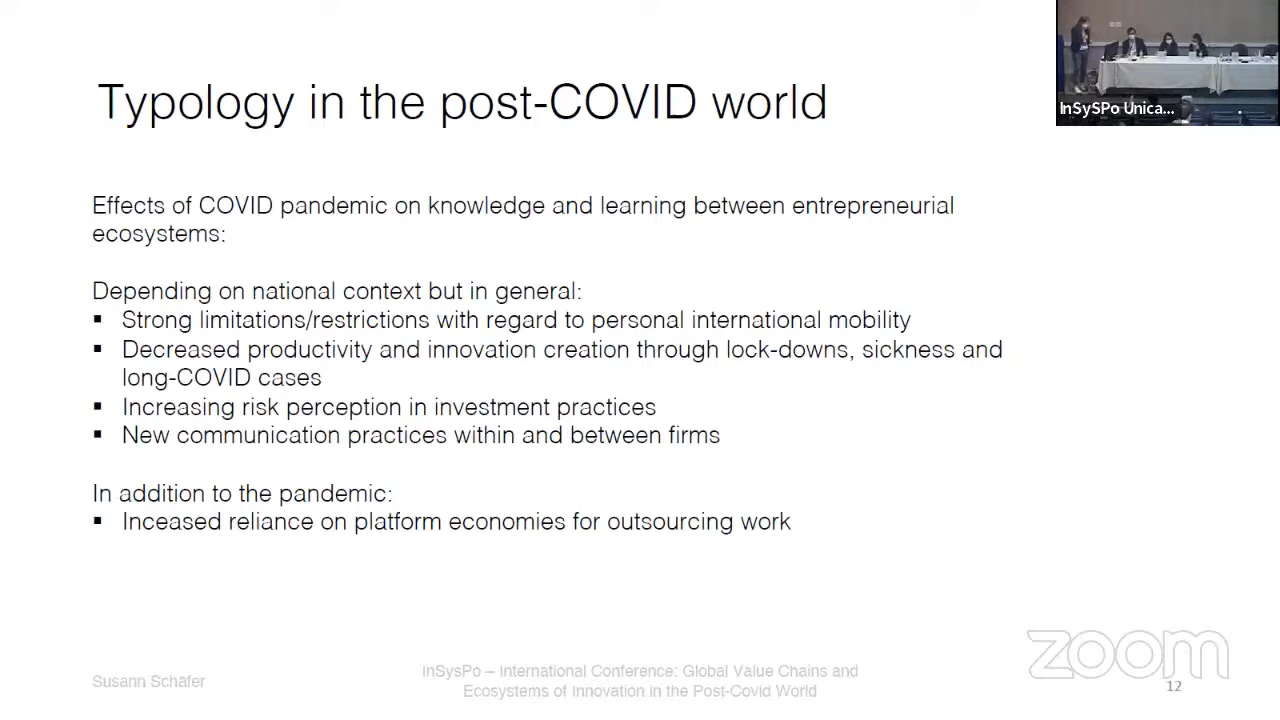 InSySPo Unica...
Typology in the post-COVID world
Effects of COVID pandemic on knowledge and learning between entrepreneurial
ecosystems:
Depending on national context but in general:
▪ Strong limitations/restrictions with regard to personal international mobility
▪ Decreased productivity and innovation creation through lock-downs, sickness and
long-COVID cases
▪ Increasing risk perception in investment practices
▪ New communication practices within and between firms
In addition to the pandemic:
▪ Inceased reliance on platform economies for outsourcing work
zoom
Susann Schäfer
InSysPo – International Conference: Global Value Chains and
Ecosystems of Innovation in the Post-Covid World
12